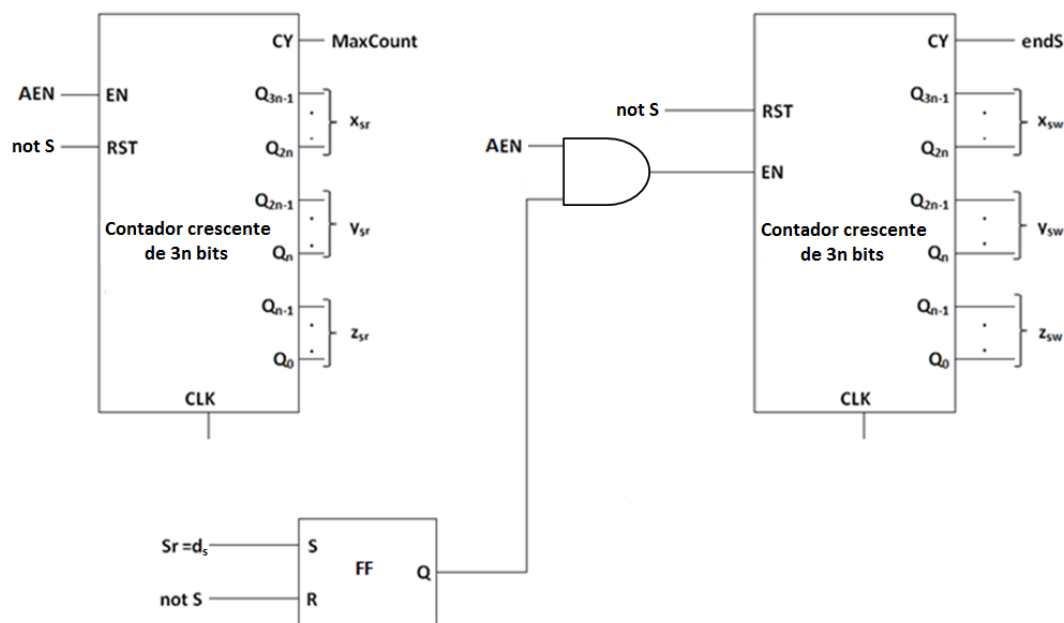 CY MaxCount
AEN EN
Q3n-1
xsr
not S RST
Q2n
Q2n-1
Contador crescente
de 3n bits
ysr
Qn
Qn-1
zsr
Q0
CLK
CY endS
Q3n-1
not S RST
xsw
AEN
Q2n
EN
Q2n-1
Contador crescente
de 3n bits
ysw
Qn
Qn-1
zsw
Q0
CLK
Sr =ds S
FF Q
not S R